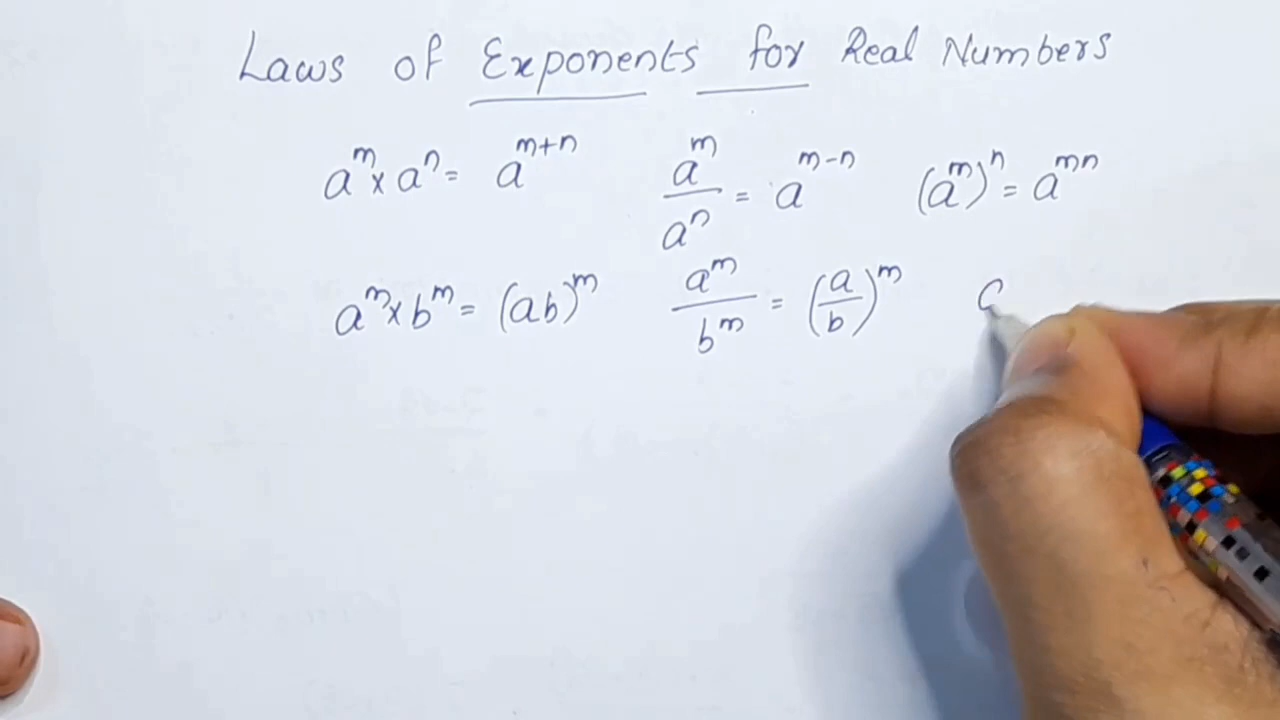 Laws of Exponents for Real Numbers
a^m × a^n = a^{m+n}   a^m/a^n = a^{m-n}   (a^m)^n = a^{mn}
a^m × b^m = (ab)^m   a^m/b^m = (a/b)^m